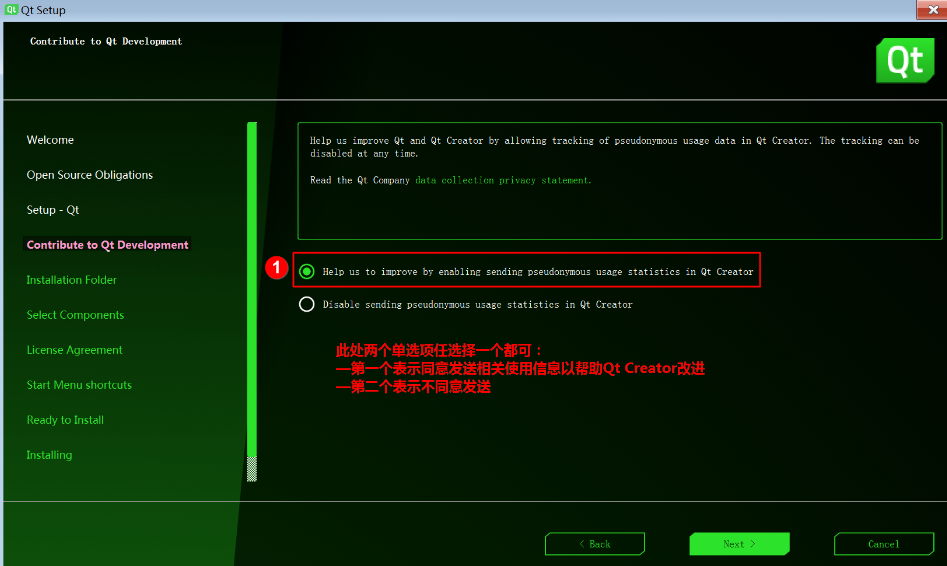 Qt Qt Setup
Contribute to Qt Development
Qt
Welcome
Open Source Obligations
Setup - Qt
Contribute to Qt Development
Installation Folder
Select Components
License Agreement
Start Menu shortcuts
Ready to Install
Installing
Help us improve Qt and Qt Creator by allowing tracking of pseudonymous usage data in Qt Creator. The tracking can be
disabled at any time.
Read the Qt Company data collection privacy statement.
1 Help us to improve by enabling sending pseudonymous usage statistics in Qt Creator
Disable sending pseudonymous usage statistics in Qt Creator
此处两个单选项任选择一个都可：
—第一个表示同意发送相关使用信息以帮助Qt Creator改进
—第二个表示不同意发送
< Back
Next >
Cancel